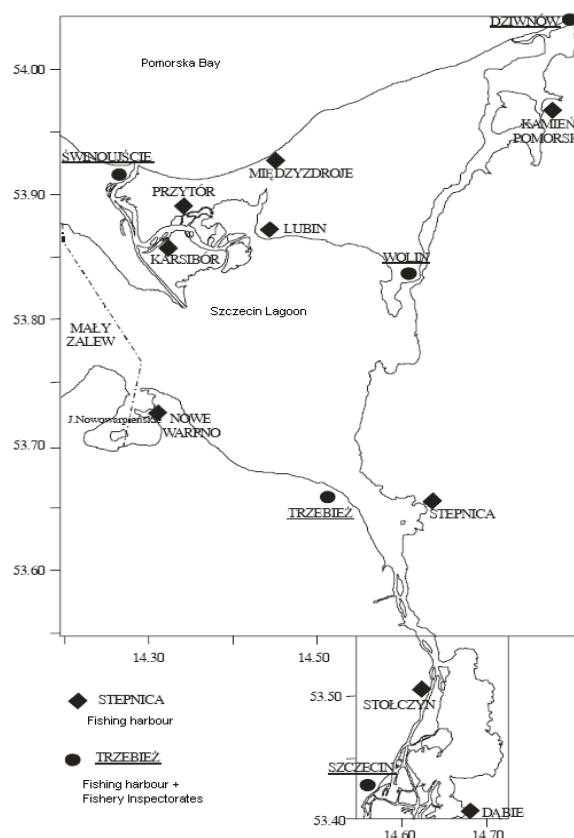 DZIWNÓW
54.00
Pomorska Bay
KAMIEŃ
POMORSKI
ŚWINOUJŚCIE
53.90
MIĘDZYZDROJE
PRZYTÓR
LUBIN
KARSIBÓR
WOLIN
53.80
Szczecin Lagoon
MAŁY
ZALEW
J.Nowowarpieńskie
NOWE
WARPNO
53.70
TRZEBIEŻ
STEPNICA
53.60
14.30
14.50
STEPNICA
Fishing harbour
53.50
STOŁCZYN
TRZEBIEŻ
SZCZECIN
Fishing harbour +
Fishery Inspectorates
53.40
DĄBIE
14.60
14.70